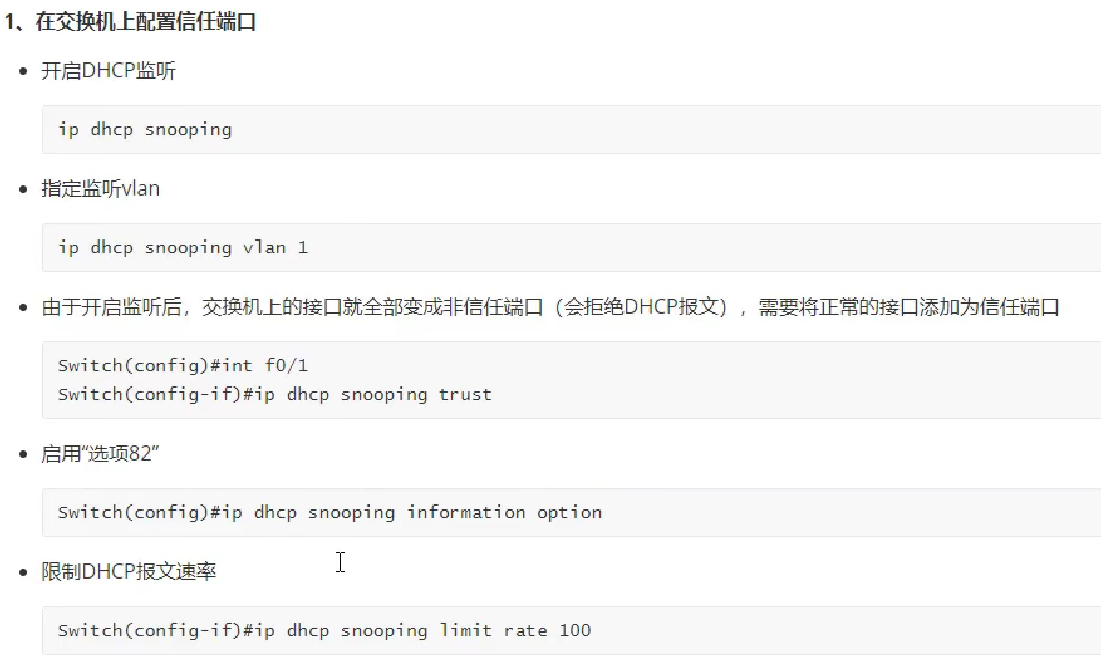 1、在交换机上配置信任端口
开启DHCP监听
ip dhcp snooping
指定监听vlan
ip dhcp snooping vlan 1
由于开启监听后，交换机上的接口就全部变成非信任端口（会拒绝DHCP报文），需要将正常的接口添加为信任端口
Switch(config)#int f0/1
Switch(config-if)#ip dhcp snooping trust
启用“选项82”
Switch(config)#ip dhcp snooping information option
限制DHCP报文速率
Switch(config-if)#ip dhcp snooping limit rate 100